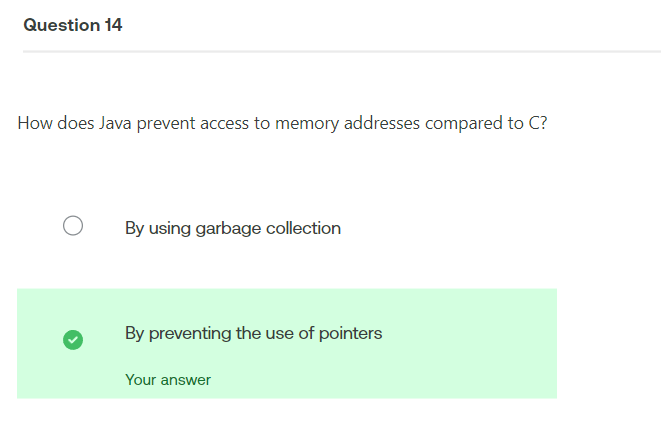 Question 14
How does Java prevent access to memory addresses compared to C?
By using garbage collection
By preventing the use of pointers
Your answer